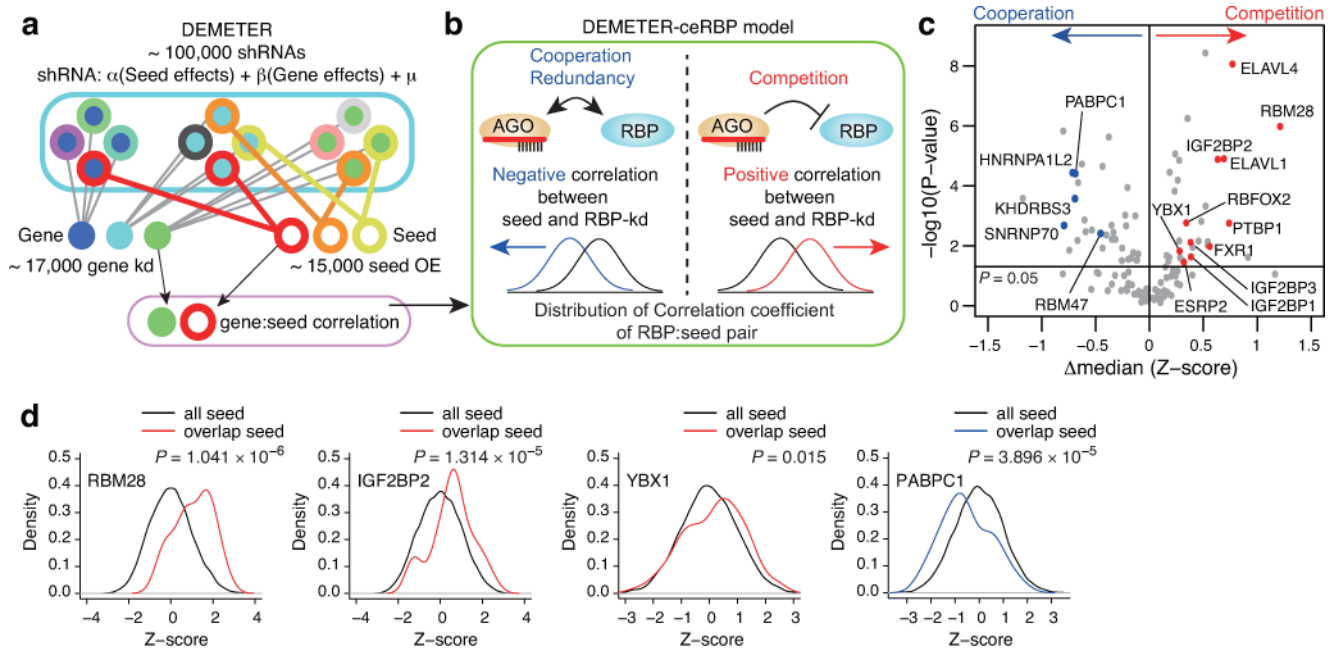 a
DEMETER
~ 100,000 shRNAs
shRNA: α(Seed effects) + β(Gene effects) + μ
Gene
Seed
~ 17,000 gene kd
~ 15,000 seed OE
gene:seed correlation
b
DEMETER-ceRBP model
Cooperation
Redundancy
AGO
RBP
Negative correlation
between
seed and RBP-kd
Competition
AGO
RBP
Positive correlation
between
seed and RBP-kd
Distribution of Correlation coefficient
of RBP:seed pair
c
Cooperation
Competition
−log10(P−value)
8
6
4
2
0
ELAVL4
PABPC1
RBM28
IGF2BP2
HNRNPA1L2
ELAVL1
KHDRBS3
YBX1
RBFOX2
SNRNP70
PTBP1
FXR1
P = 0.05
IGF2BP3
RBM47
ESRP2
IGF2BP1
−1.5
−1
−0.5
0
0.5
1
1.5
Δmedian (Z−score)
d
all seed
overlap seed
P = 1.041 × 10−6
RBM28
Density
0.5
0.4
0.3
0.2
0.1
0.0
−4
−2
0
2
4
Z−score
all seed
overlap seed
P = 1.314 × 10−5
IGF2BP2
Density
0.5
0.4
0.3
0.2
0.1
0.0
−4
−2
0
2
4
Z−score
all seed
overlap seed
P = 0.015
YBX1
Density
0.5
0.4
0.3
0.2
0.1
0.0
−3
−2
−1
0
1
2
3
Z−score
all seed
overlap seed
P = 3.896 × 10−5
PABPC1
Density
0.5
0.4
0.3
0.2
0.1
0.0
−3
−2
−1
0
1
2
3
Z−score